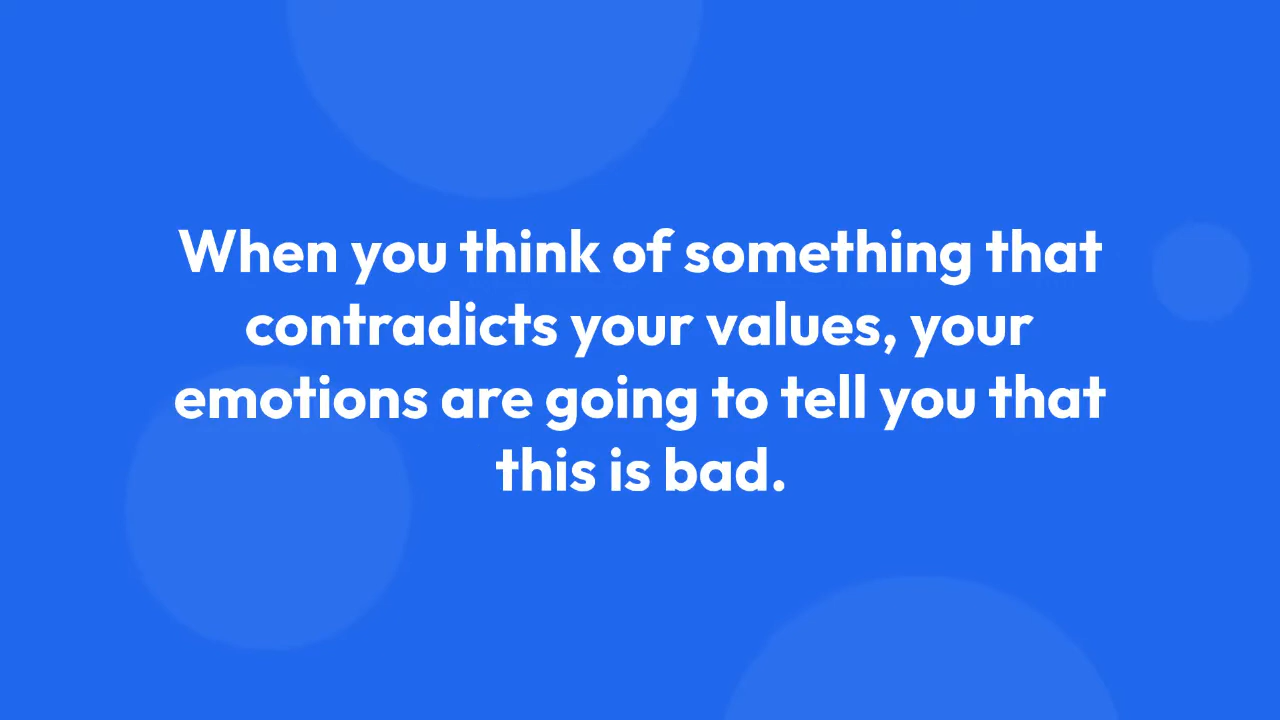 When you think of something that
contradicts your values, your
emotions are going to tell you that
this is bad.